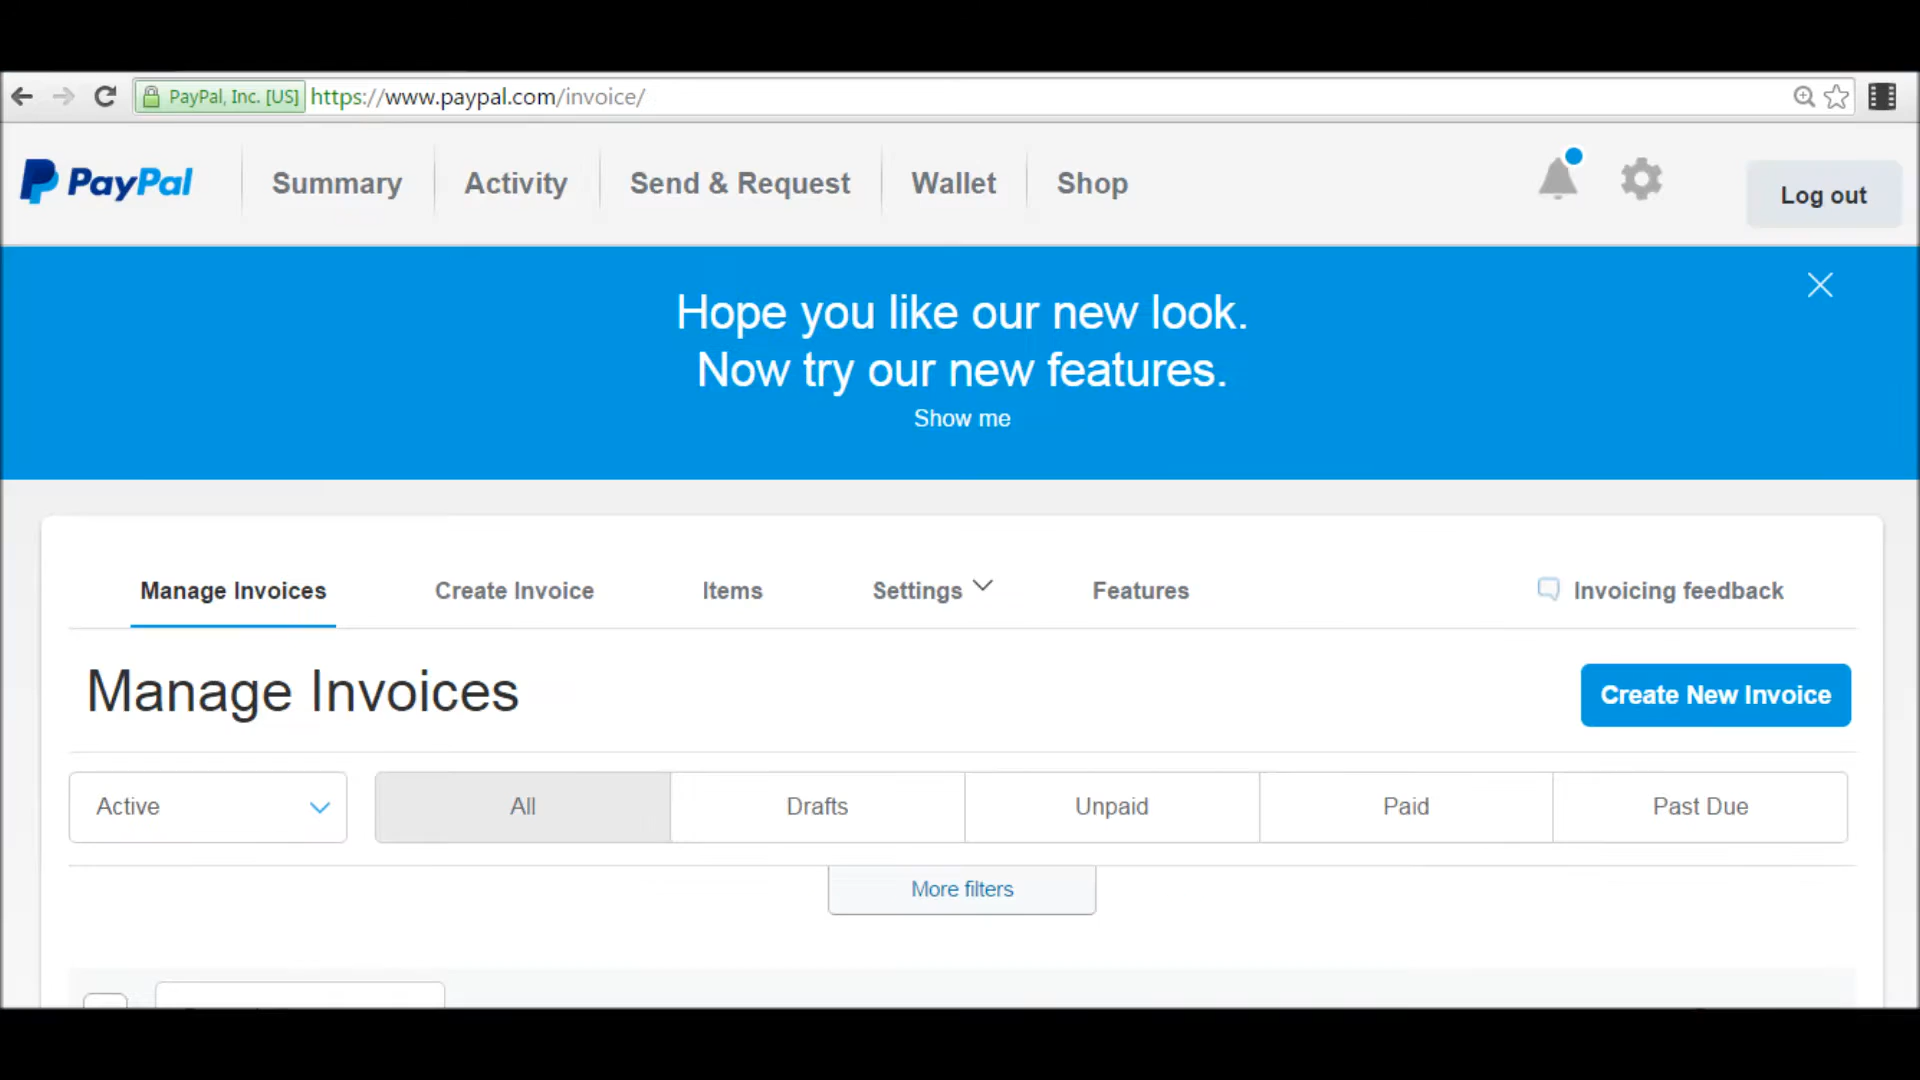 PayPal, Inc. [US] https://www.paypal.com/invoice/
PayPal Summary Activity Send & Request Wallet Shop Log out
Hope you like our new look.
Now try our new features.
Show me
Manage Invoices Create Invoice Items Settings Features Invoicing feedback
Manage Invoices Create New Invoice
Active All Drafts Unpaid Paid Past Due
More filters